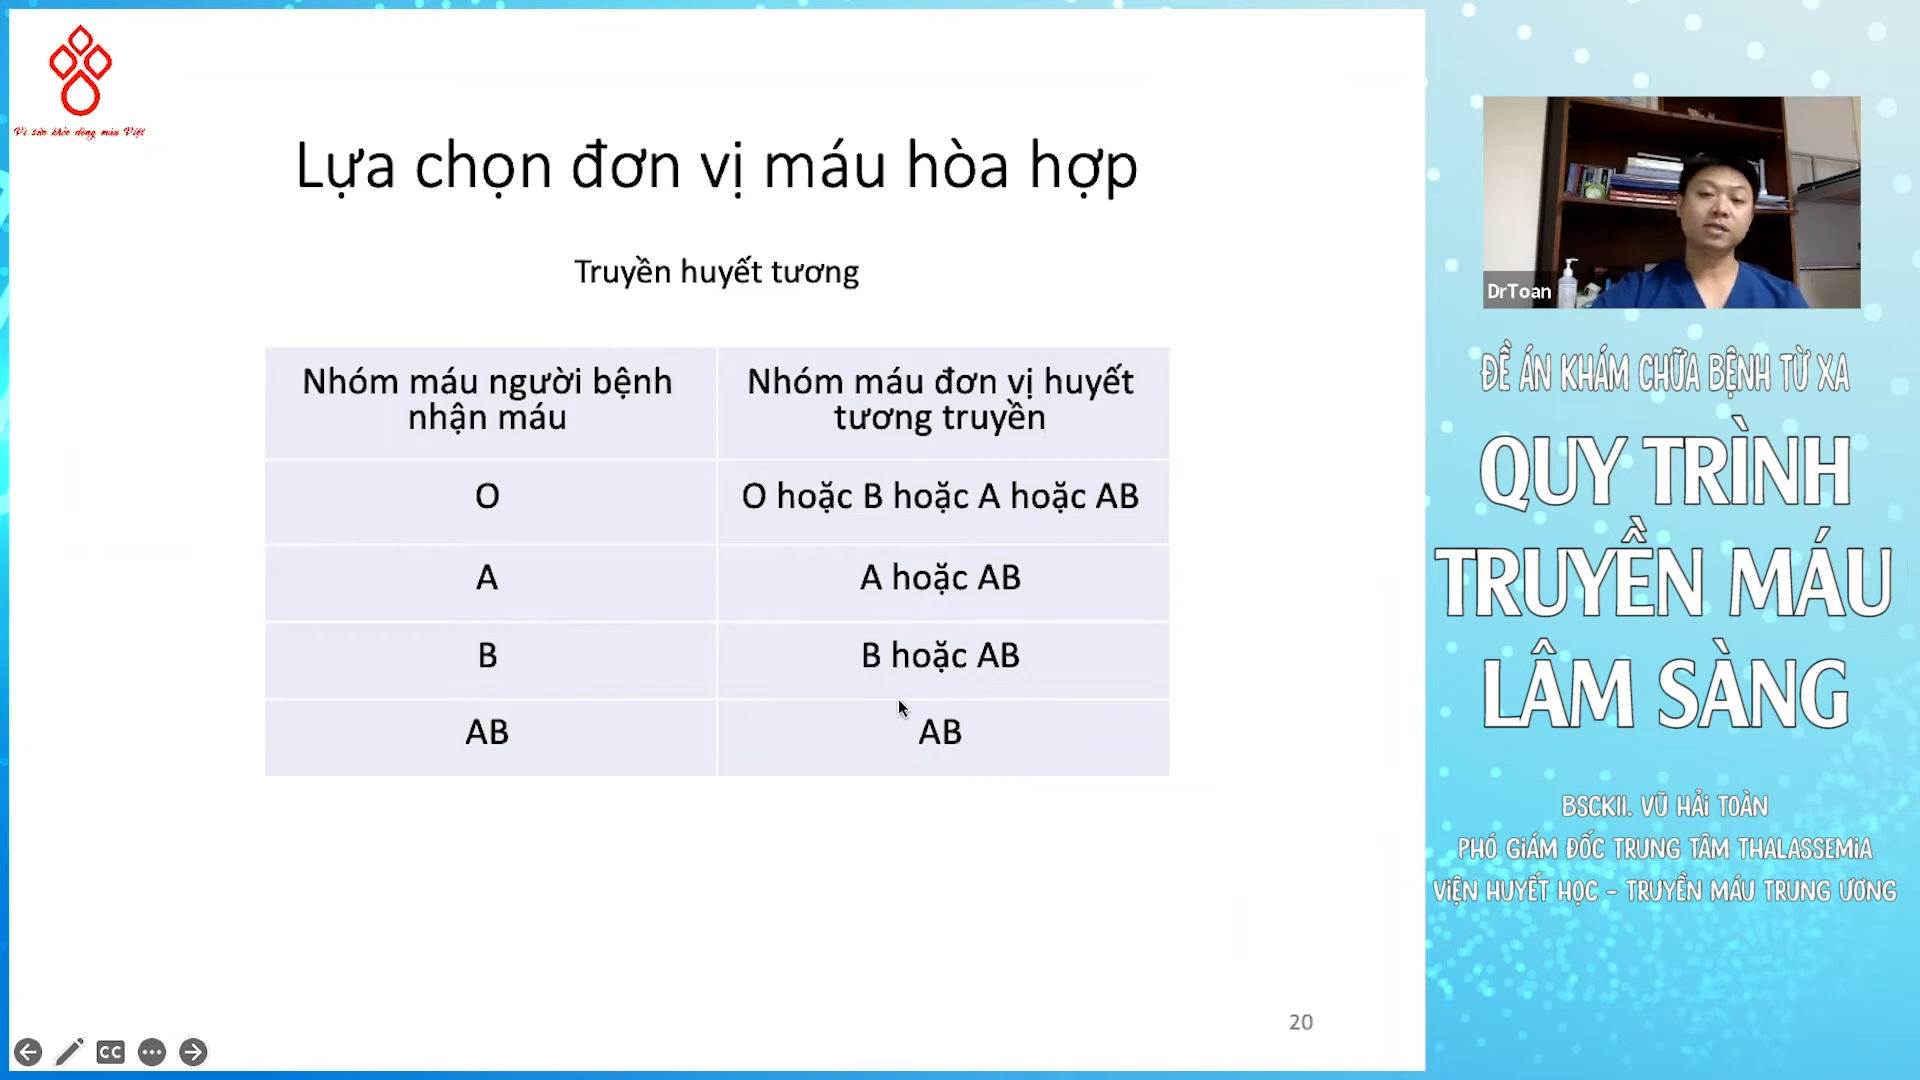 Vì sức khỏe dòng máu Việt
Lựa chọn đơn vị máu hòa hợp
Truyền huyết tương
Nhóm máu người bệnh nhận máu
Nhóm máu đơn vị huyết tương truyền
O
O hoặc B hoặc A hoặc AB
A
A hoặc AB
B
B hoặc AB
AB
AB
20
CC
DrToan
ĐỀ ÁN KHÁM CHỮA BỆNH TỪ XA
QUY TRÌNH
TRUYỀN MÁU
LÂM SÀNG
BSCKII. VŨ HẢI TOÀN
PHÓ GIÁM ĐỐC TRUNG TÂM THALASSEMIA
VIỆN HUYẾT HỌC - TRUYỀN MÁU TRUNG ƯƠNG